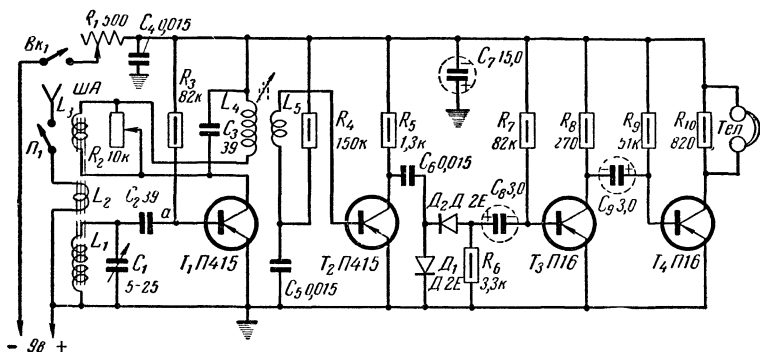 R₁ 500
Вк₁
C₄ 0,015
ША
L₃
П₁
R₂ 10к
R₃
82к
L₄
C₃
39
L₅
R₄
150к
R₅
1,3к
C₆ 0,015
C₇ 15,0
R₇
82к
R₈
270
R₉
51к
R₁₀
820
Тел
L₂
C₂ 39
а
L₁
C₁
5-25
T₁ П415
C₅ 0,015
T₂ П415
Д₂ Д 2Е
Д₁
Д 2Е
R₆
3,3к
C₈ 3,0
T₃ П16
C₉ 3,0
T₄ П16
- 9в +